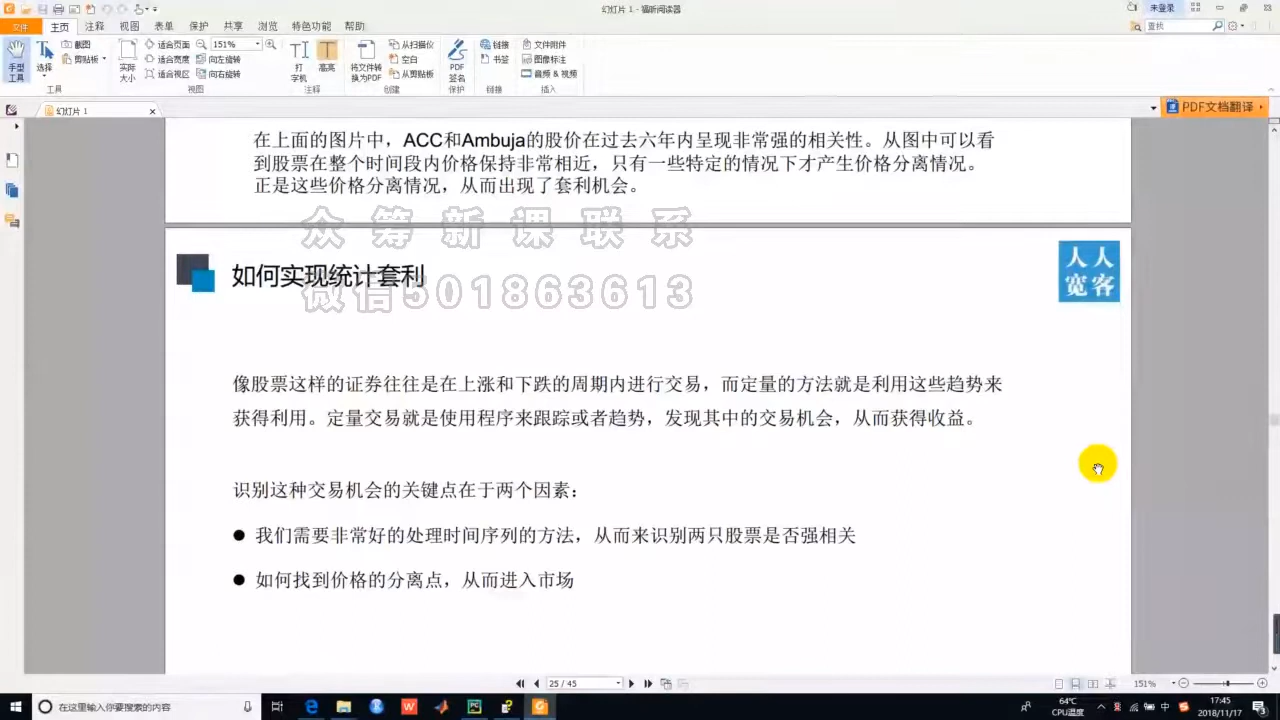 幻灯片 1 - 福昕阅读器
未登录
文件 主页 注释 视图 表单 保护 共享 浏览 特色功能 帮助
查找
手型工具
选择
截图
剪贴板
实际大小
适合页面
适合宽度
适合视区
151%
向左旋转
向右旋转
打字机
高亮
将文件转换为PDF
从扫描仪
空白
从剪贴板
PDF签名
链接
书签
文件附件
图像标注
音频 & 视频
工具 视图 注释 创建 保护 链接 插入
幻灯片 1
PDF文档翻译
在上面的图片中，ACC和Ambuja的股价在过去六年内呈现非常强的相关性。从图中可以看
到股票在整个时间段内价格保持非常相近，只有一些特定的情况下才产生价格分离情况。
正是这些价格分离情况，从而出现了套利机会。
众筹新课联系
如何实现统计套利
微信501863613
人人
宽客
像股票这样的证券往往是在上涨和下跌的周期内进行交易，而定量的方法就是利用这些趋势来
获得利用。定量交易就是使用程序来跟踪或者趋势，发现其中的交易机会，从而获得收益。
识别这种交易机会的关键点在于两个因素：
● 我们需要非常好的处理时间序列的方法，从而来识别两只股票是否强相关
● 如何找到价格的分离点，从而进入市场
25 / 45
151%
在这里输入你要搜索的内容
64℃
CPU温度
中
17:45
2018/11/17